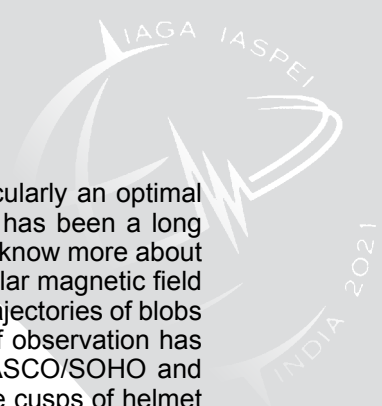 IAGA IASPEI
INDIA 2021
cularly an optimal
has been a long
know more about
lar magnetic field
ajectories of blobs
f observation has
ASCO/SOHO and
e cusps of helmet